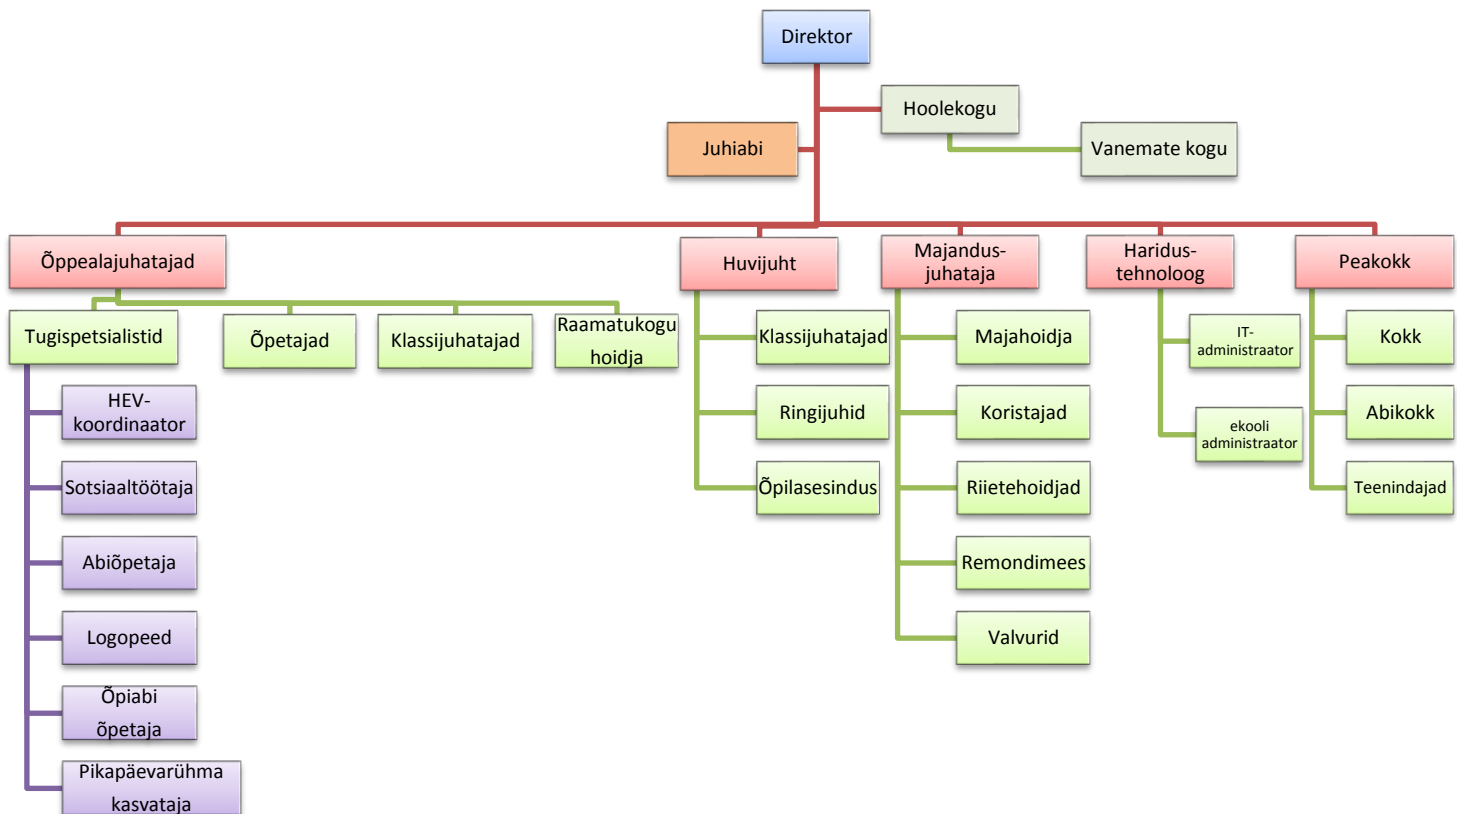 Direktor
Hoolekogu
Juhiabi
Vanemate kogu
Õppealajuhatajad
Huvijuht
Majandus-
juhataja
Haridus-
tehnoloog
Peakokk
Tugispetsialistid
Õpetajad
Klassijuhatajad
Raamatukogu
hoidja
HEV-
koordinaator
Sotsiaaltöötaja
Abiõpetaja
Logopeed
Õpiabi
õpetaja
Pikapäevarühma
kasvataja
Klassijuhatajad
Ringijuhid
Õpilasesindus
Majahoidja
Koristajad
Riietehoidjad
Remondimees
Valvurid
IT-
administraator
ekooli
administraator
Kokk
Abikokk
Teenindajad